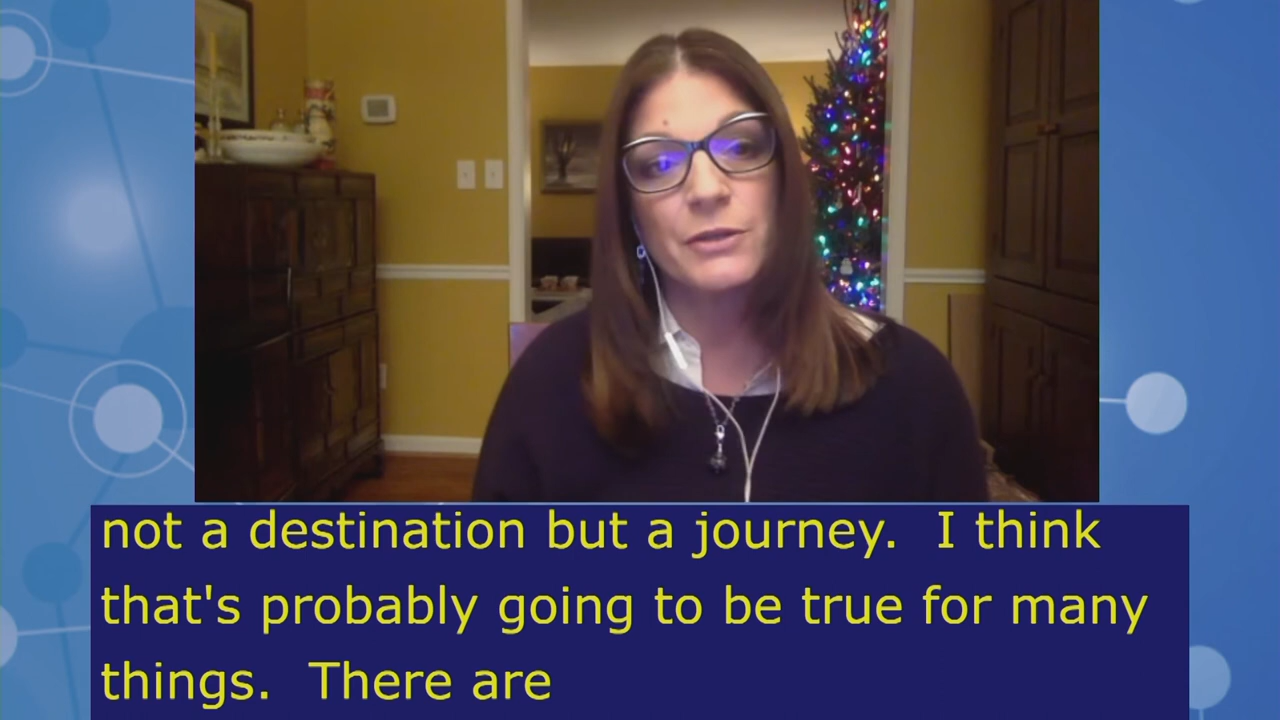 not a destination but a journey.  I think
that's probably going to be true for many
things.  There are